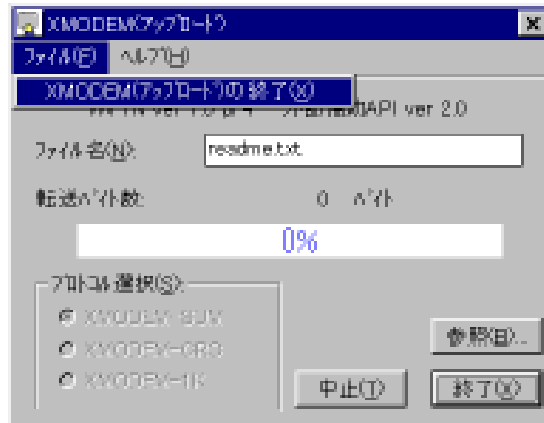 XMODEM(ｱｯﾌﾟﾛｰﾄﾞ)
ﾌｧｲﾙ(F) ﾍﾙﾌﾟ(H)
XMODEM(ｱｯﾌﾟﾛｰﾄﾞ)の終了(X)
API ver 2.0
ﾌｧｲﾙ名(N): readme.txt
転送ﾊﾞｲﾄ数: 0 ﾊﾞｲﾄ
0%
ﾌﾟﾛﾄｺﾙ選択(S):
XMODEM-SUM
XMODEM-CRC
XMODEM-1K
参照(B)...
中止(T) 終了(X)